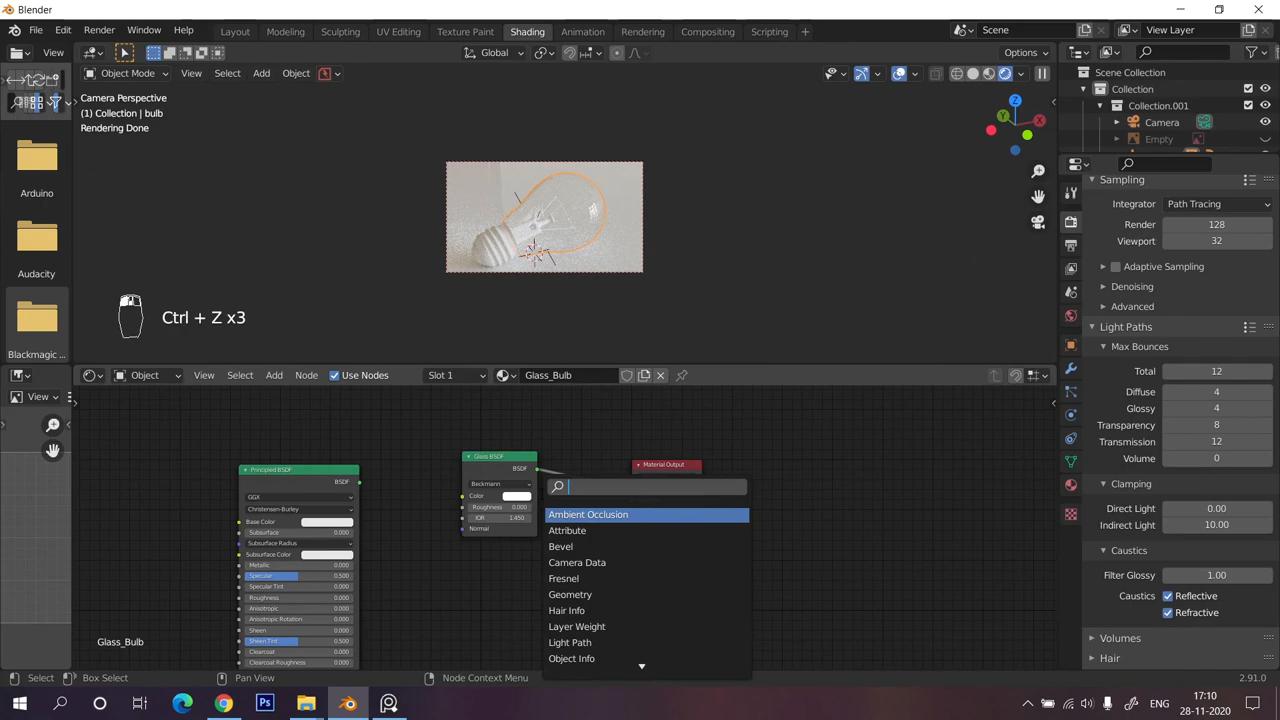 Blender
File Edit Render Window Help Layout Modeling Sculpting UV Editing Texture Paint Shading Animation Rendering Compositing Scripting + Scene View Layer
View Global Options
Object Mode View Select Add Object
Camera Perspective
(1) Collection | bulb
Rendering Done
Z
Y
X
Ctrl + Z x3
Arduino
Audacity
Blackmagic ...
View
Scene Collection
Collection
Collection.001
Camera
Empty
Sampling
Integrator Path Tracing
Render 128
Viewport 32
Adaptive Sampling
Denoising
Advanced
Light Paths
Max Bounces
Total 12
Diffuse 4
Glossy 4
Transparency 8
Transmission 12
Volume 0
Clamping
Direct Light 0.00
Indirect Light 10.00
Caustics
Filter Glossy 1.00
Caustics Reflective
Refractive
Volumes
Hair
Object View Select Add Node Use Nodes Slot 1 Glass_Bulb
Principled BSDF
BSDF
GGX
Christensen-Burley
Base Color
Subsurface 0.000
Subsurface Radius
Subsurface Color
Metallic 0.000
Specular 0.500
Specular Tint 0.000
Roughness 0.000
Anisotropic 0.000
Anisotropic Rotation 0.000
Sheen 0.000
Sheen Tint 0.500
Clearcoat 0.000
Clearcoat Roughness 0.000
Glass BSDF
BSDF
Beckmann
Color
Roughness 0.000
IOR 1.450
Normal
Material Output
Ambient Occlusion
Attribute
Bevel
Camera Data
Fresnel
Geometry
Hair Info
Layer Weight
Light Path
Object Info
Glass_Bulb
Select Box Select Pan View Node Context Menu 2.91.0
Ps
ENG
17:10
28-11-2020